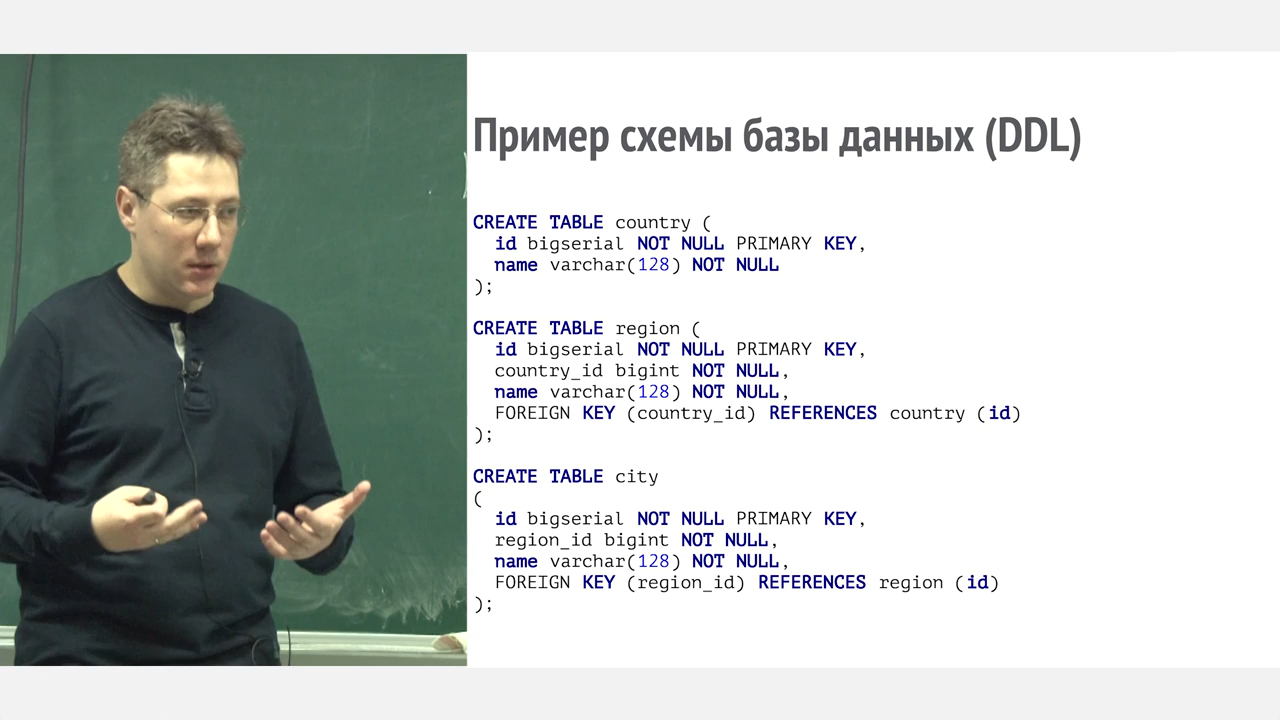 Пример схемы базы данных (DDL)
CREATE TABLE country (
id bigserial NOT NULL PRIMARY KEY,
name varchar(128) NOT NULL
);
CREATE TABLE region (
id bigserial NOT NULL PRIMARY KEY,
country_id bigint NOT NULL,
name varchar(128) NOT NULL,
FOREIGN KEY (country_id) REFERENCES country (id)
);
CREATE TABLE city
(
id bigserial NOT NULL PRIMARY KEY,
region_id bigint NOT NULL,
name varchar(128) NOT NULL,
FOREIGN KEY (region_id) REFERENCES region (id)
);